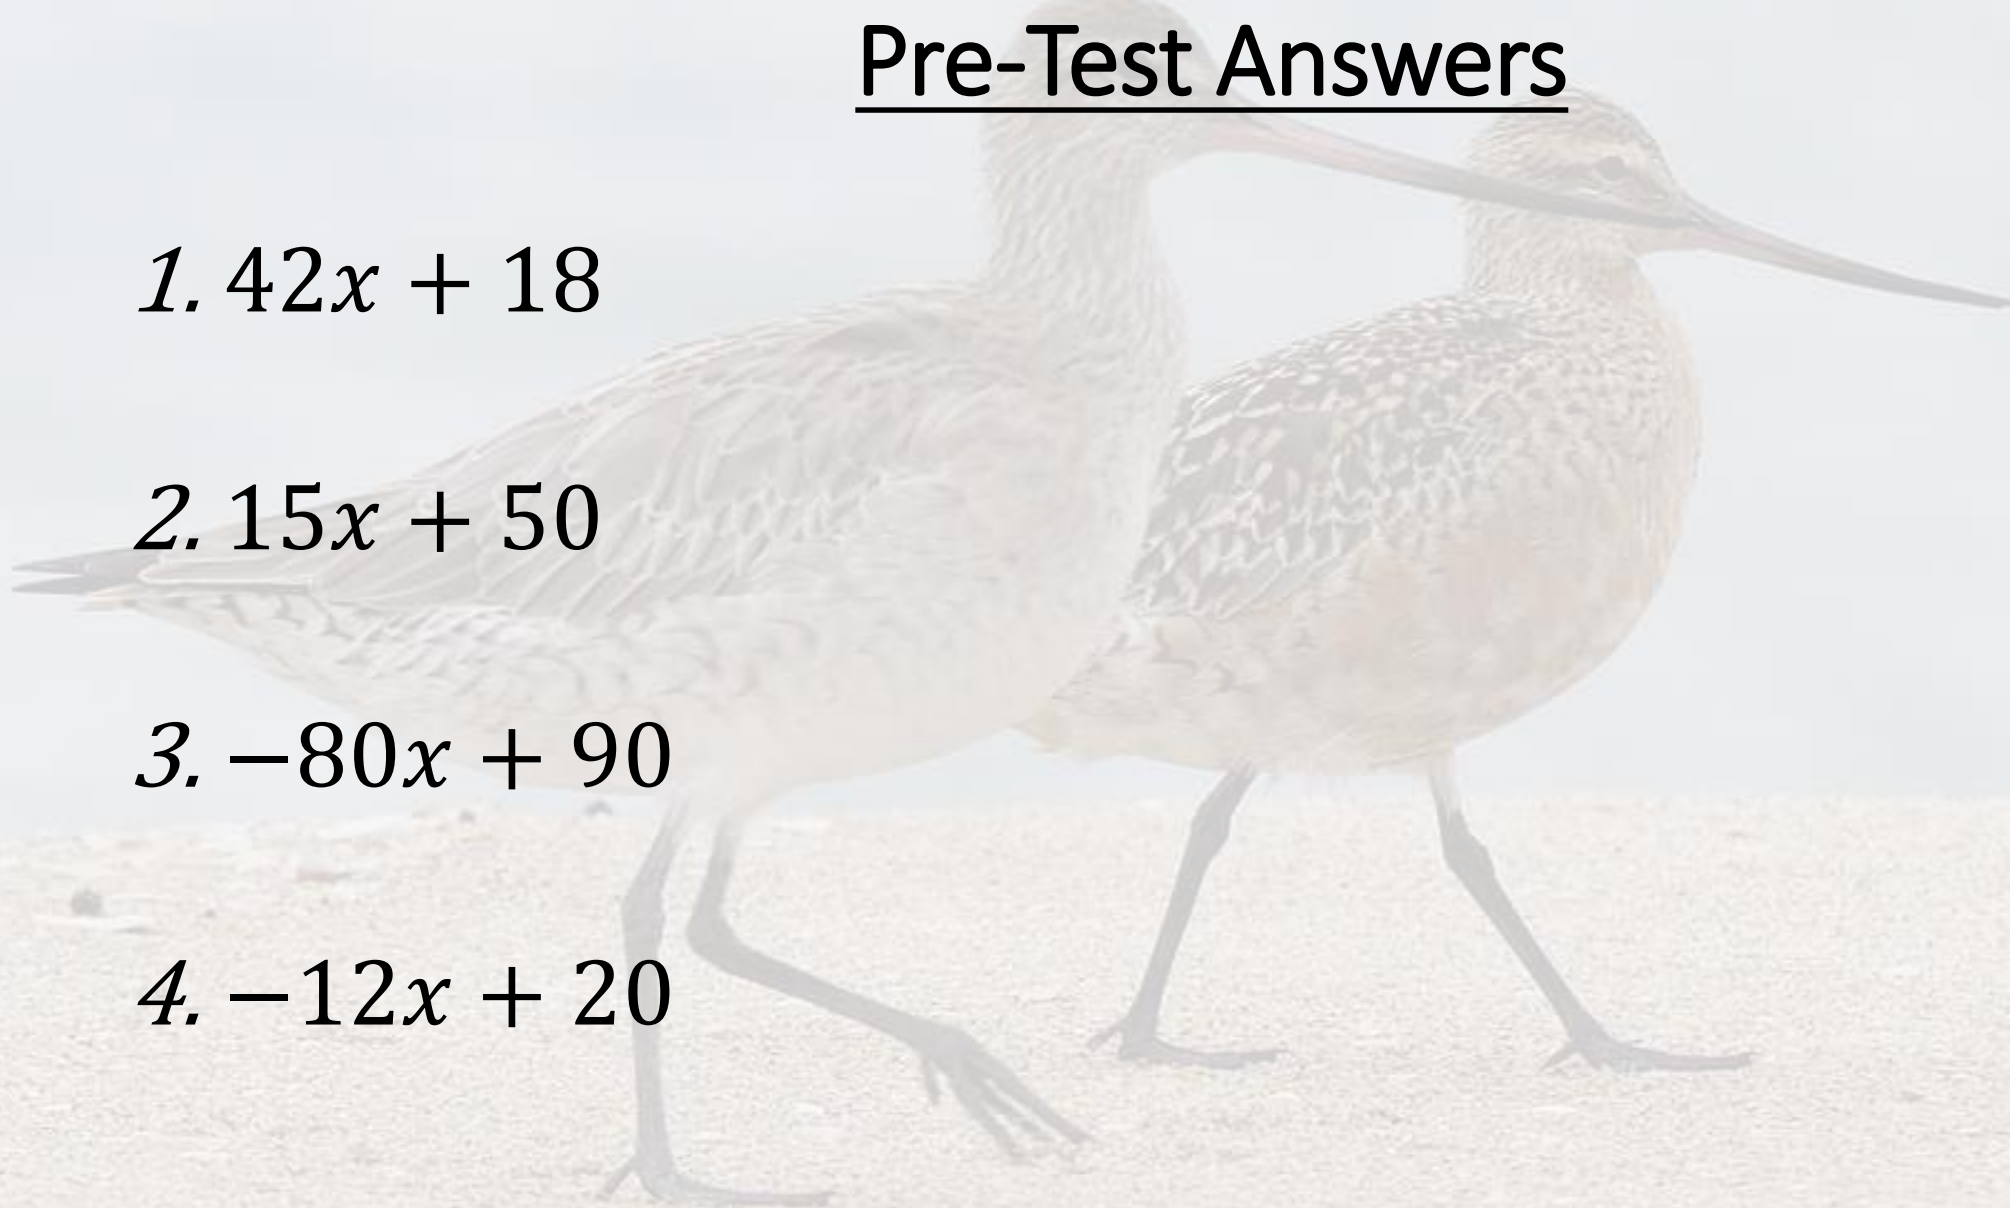 Pre-Test Answers
1. 42x + 18
2. 15x + 50
3. −80x + 90
4. −12x + 20